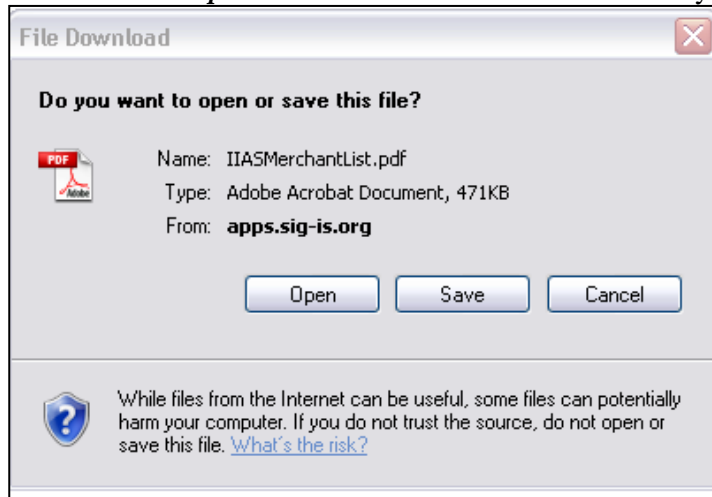 File Download
Do you want to open or save this file?
PDF
Adobe
Name: IIASMerchantList.pdf
Type: Adobe Acrobat Document, 471KB
From: apps.sig-is.org
Open Save Cancel
While files from the Internet can be useful, some files can potentially
harm your computer. If you do not trust the source, do not open or
save this file. What's the risk?